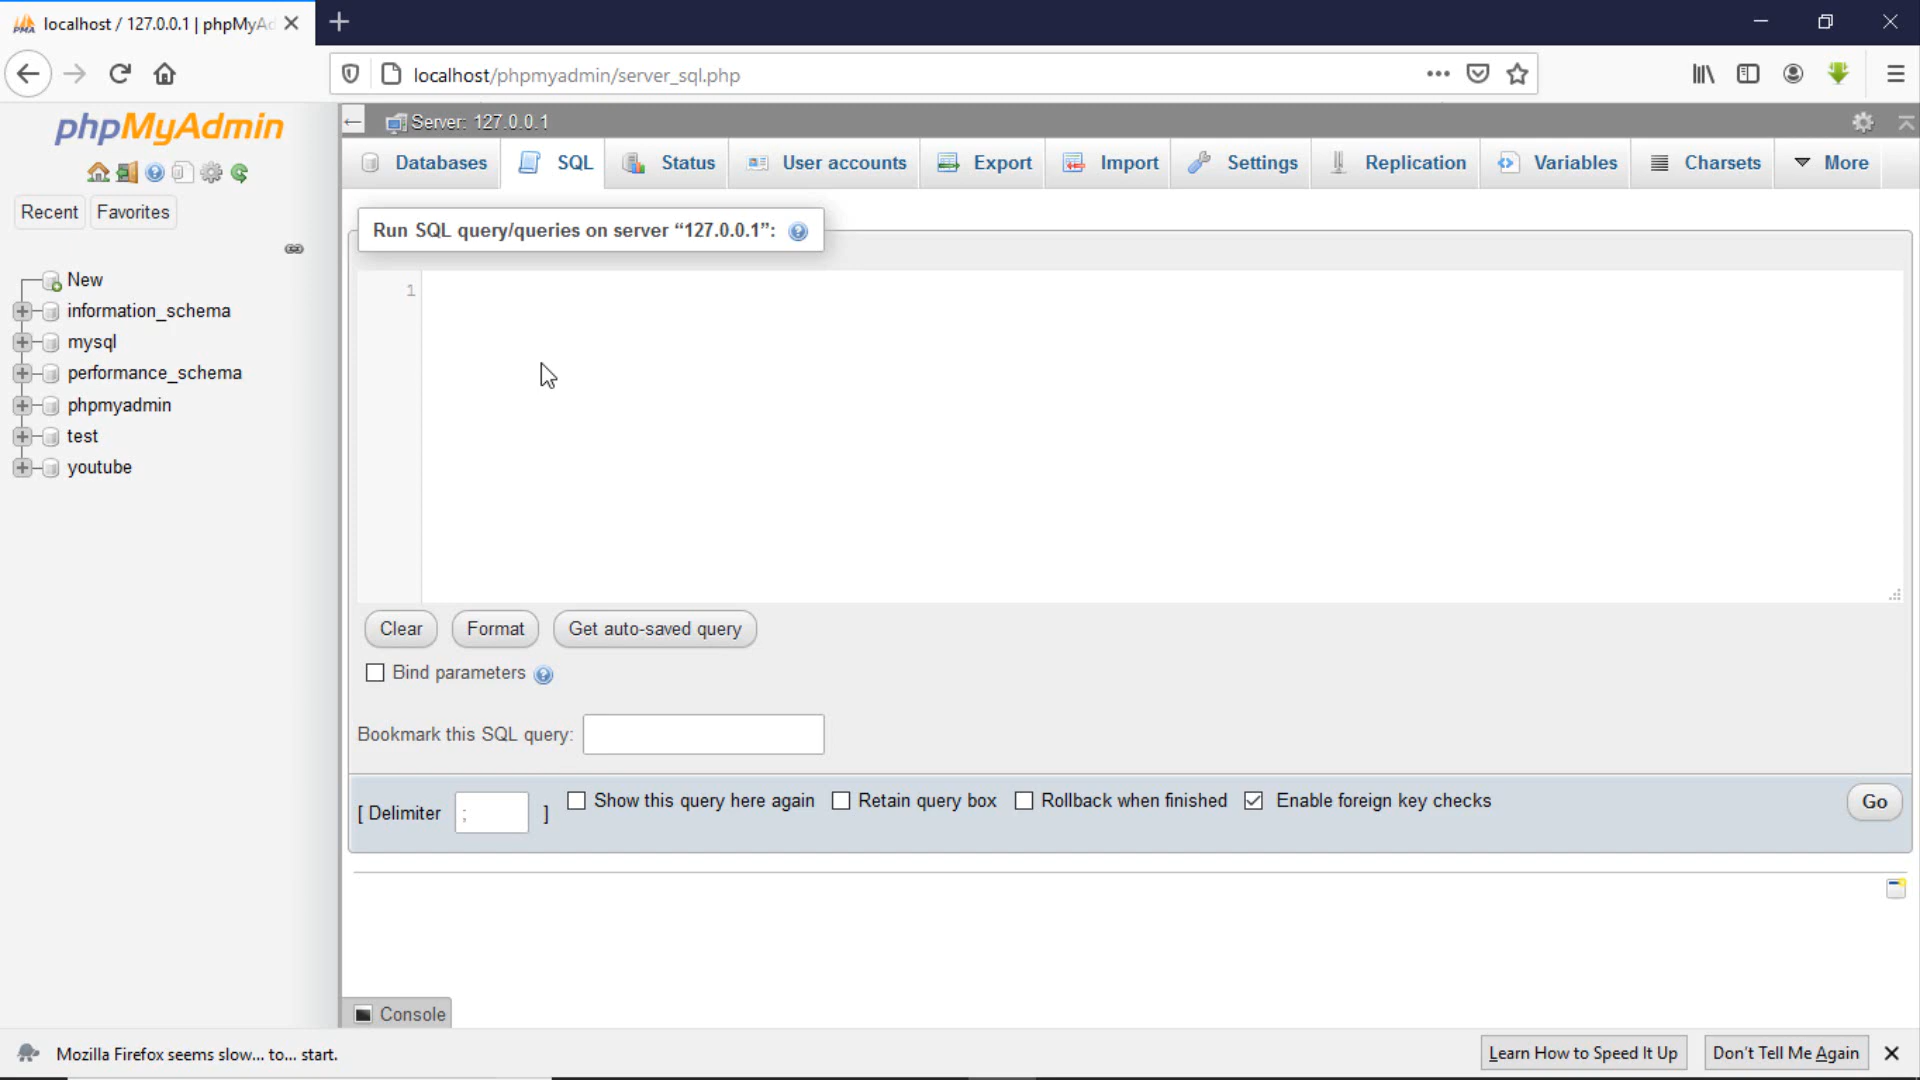 localhost / 127.0.0.1 | phpMyAd
localhost/phpmyadmin/server_sql.php
phpMyAdmin
Recent
Favorites
New
information_schema
mysql
performance_schema
phpmyadmin
test
youtube
Server: 127.0.0.1
Databases
SQL
Status
User accounts
Export
Import
Settings
Replication
Variables
Charsets
More
Run SQL query/queries on server “127.0.0.1”:
1
Clear
Format
Get auto-saved query
Bind parameters
Bookmark this SQL query:
[ Delimiter ; ]
Show this query here again
Retain query box
Rollback when finished
Enable foreign key checks
Go
Console
Mozilla Firefox seems slow... to... start.
Learn How to Speed It Up
Don't Tell Me Again